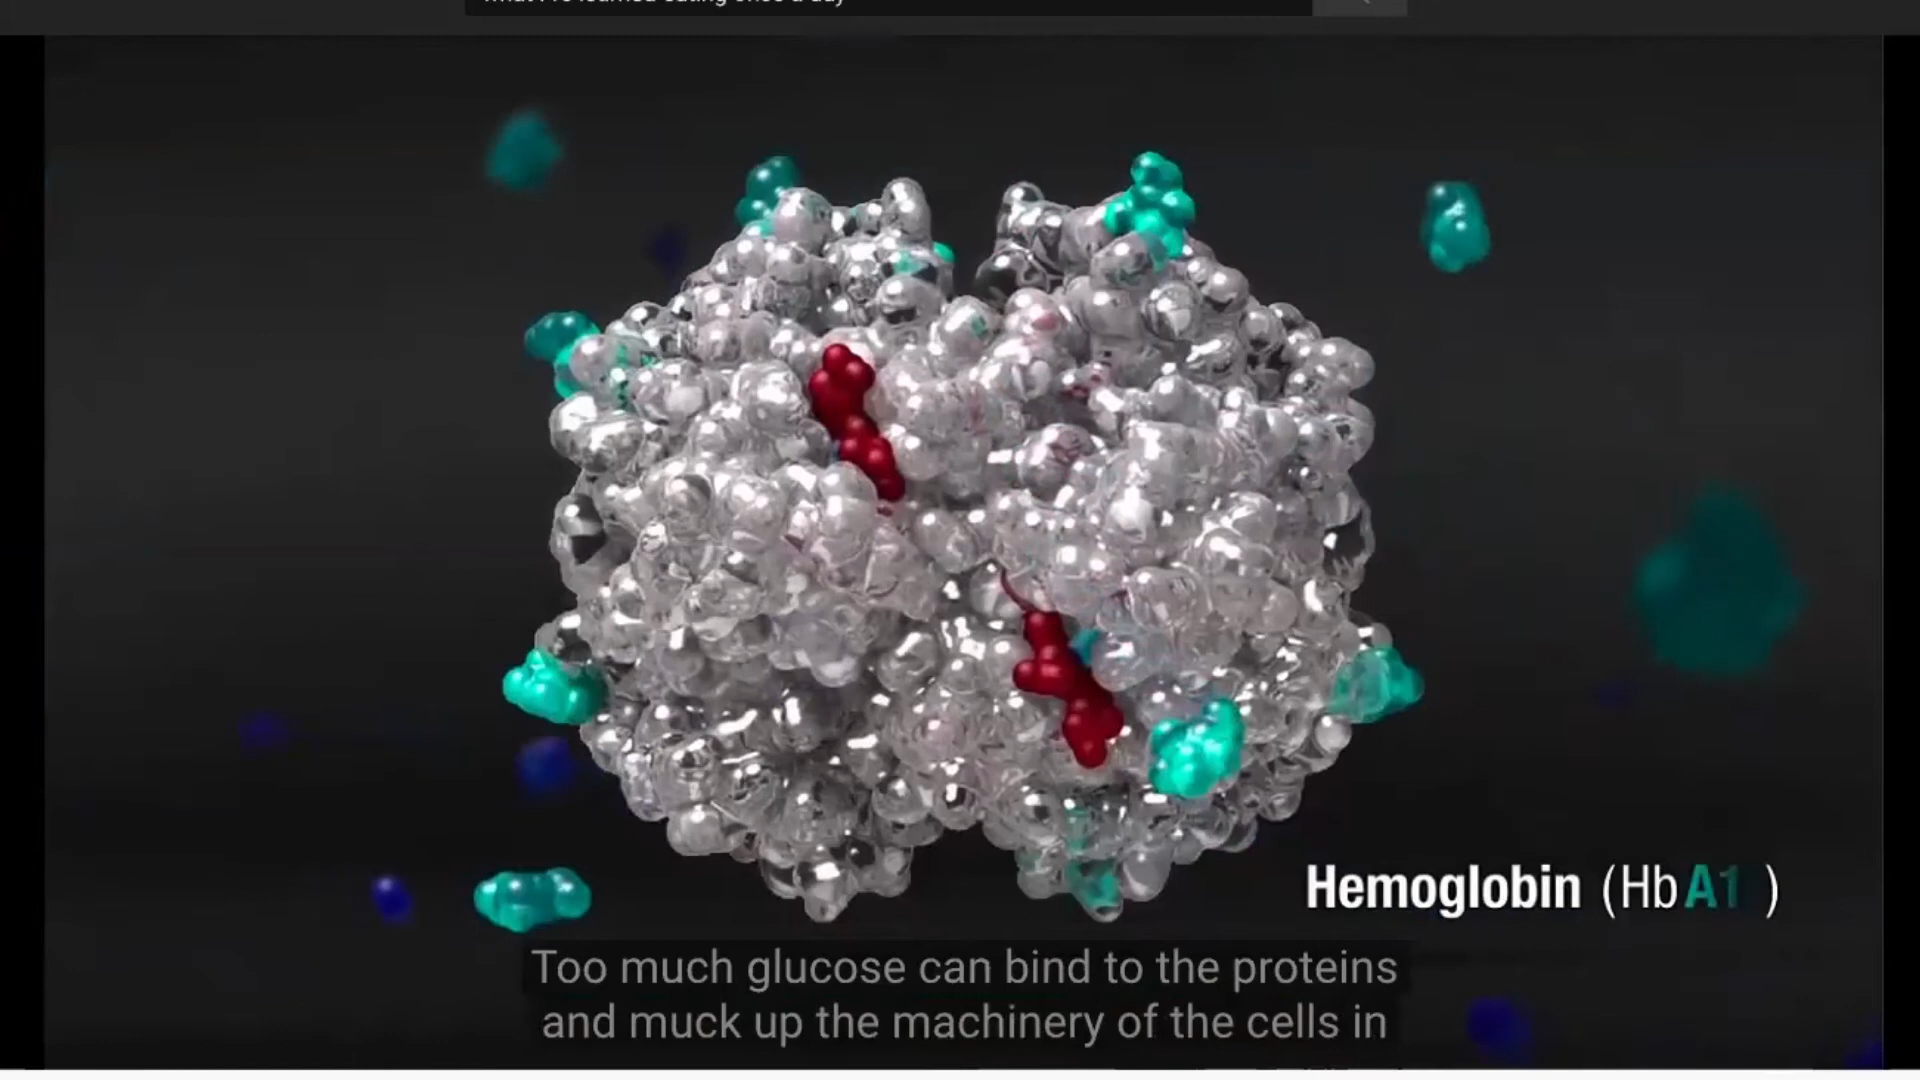 Hemoglobin (HbA1 )
Too much glucose can bind to the proteins
and muck up the machinery of the cells in